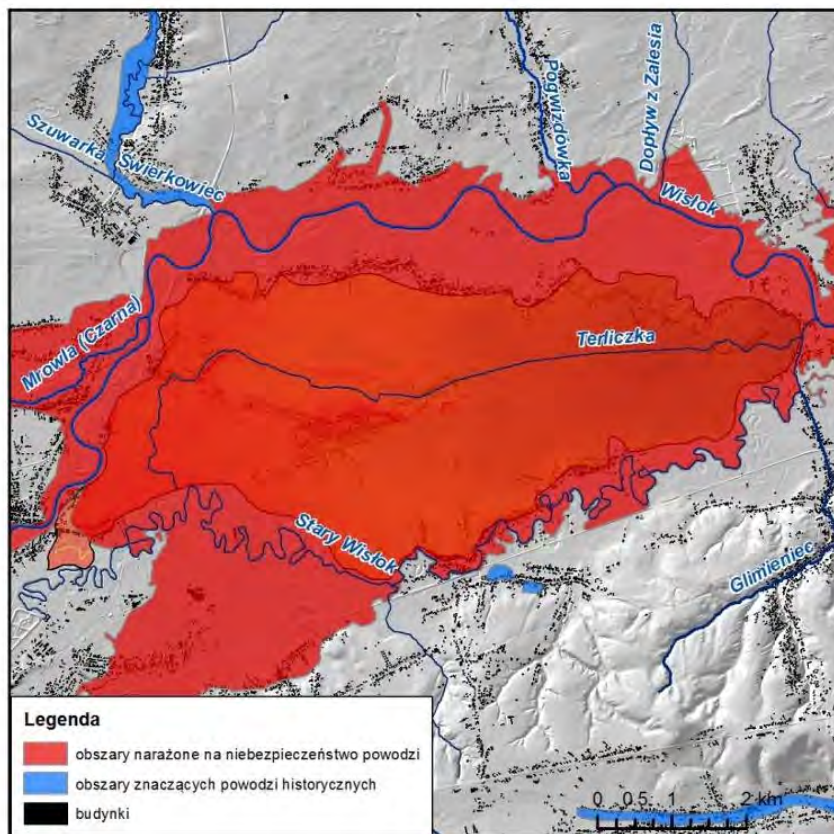 Szuwarka
Świerkowiec
Pogwizdówka
Dopływ z Zalesia
Wisłok
Mrowla (Czarna)
Terliczka
Stary Wisłok
Glimieniec
Legenda
obszary narażone na niebezpieczeństwo powodzi
obszary znaczących powodzi historycznych
budynki
0 0.5 1 2 km